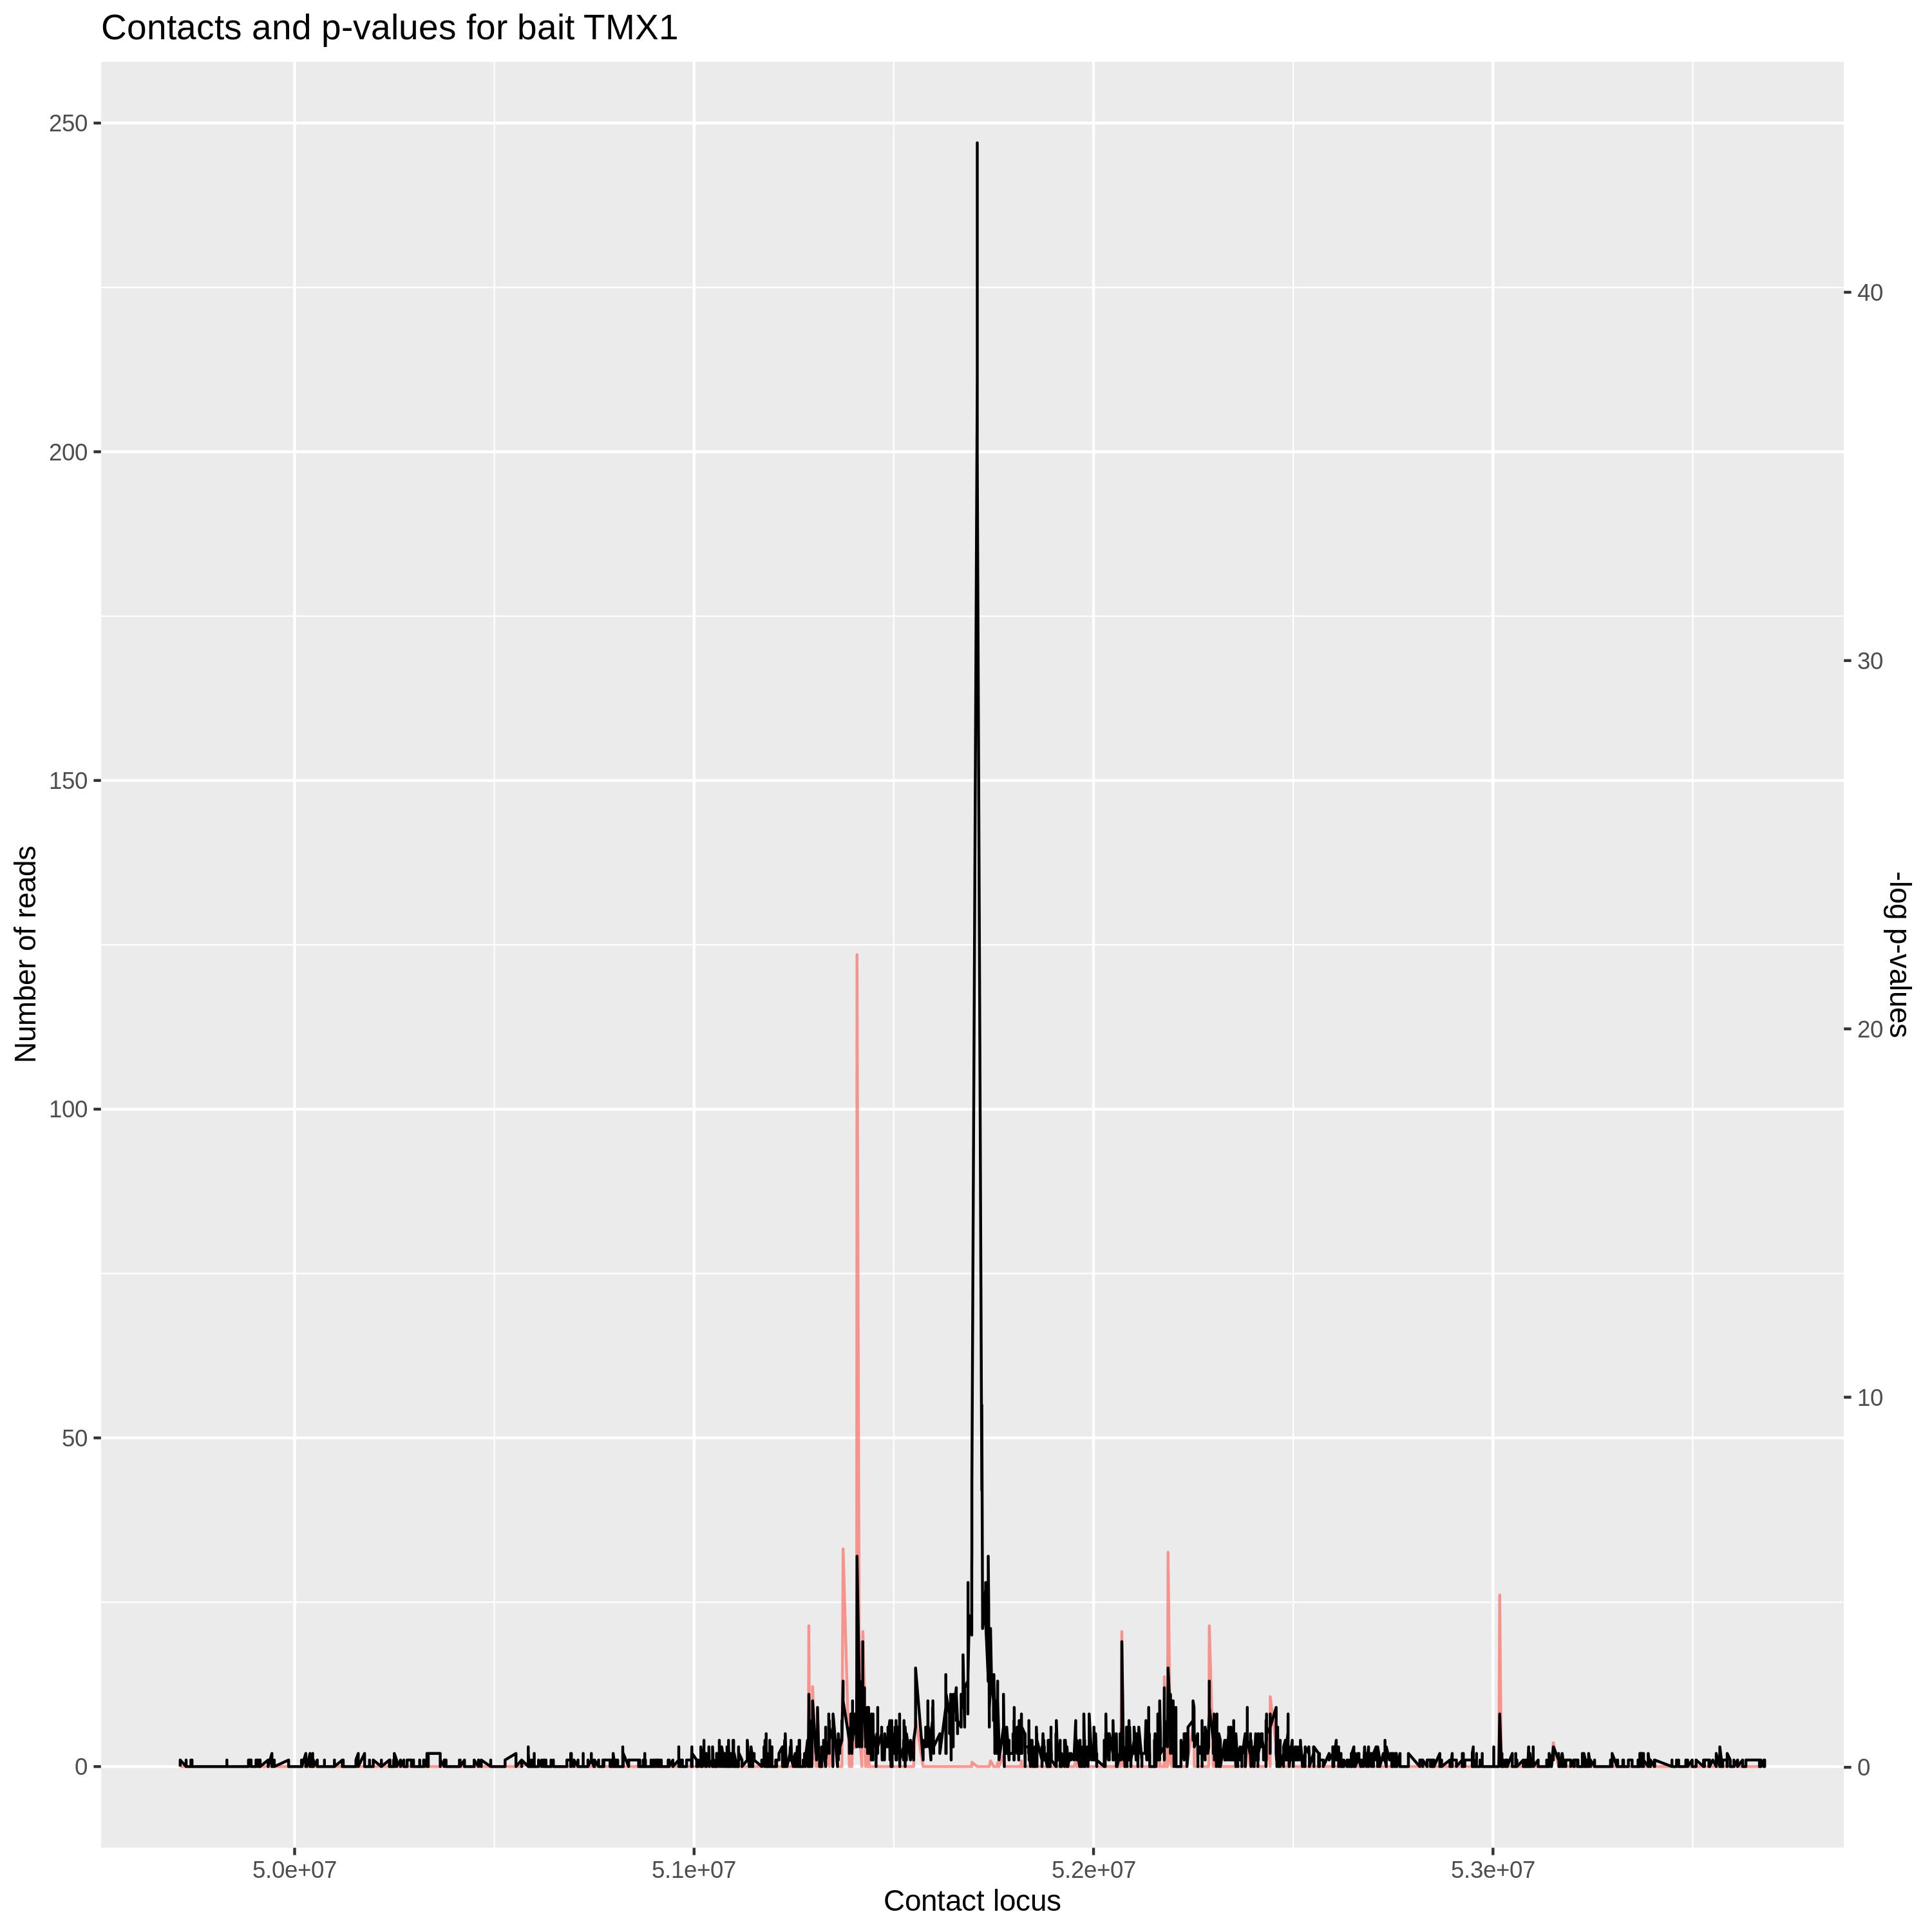 Contacts and p-values for bait TMX1
250
200
150
100
50
0
Number of reads
40
30
20
10
0
-log p-values
5.0e+07
5.1e+07
5.2e+07
5.3e+07
Contact locus